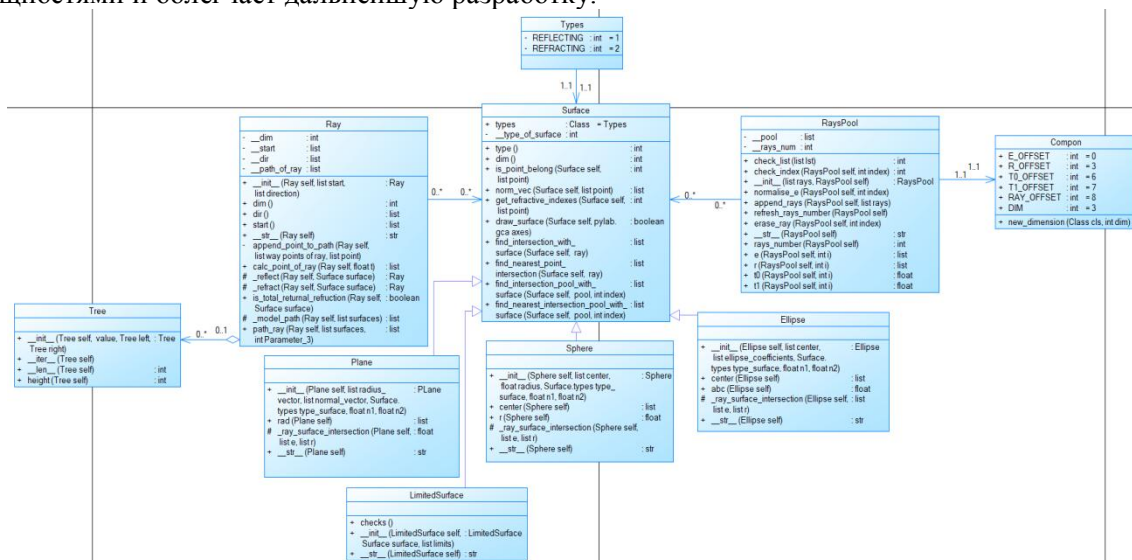 щностями и облегчает дальнейшую разработку.
Types
- REFLECTING : int = 1
- REFRACTING : int = 2
1..1
1..1
Surface
+ types : Class = Types
- __type_of_surface : int
+ type () : int
+ dim () : int
+ is_point_belong (Surface self, : int
list point)
+ norm_vec (Surface self, list point) : list
+ get_refractive_indexes (Surface self, : int
list point)
+ draw_surface (Surface self, pylab. : boolean
gca axes)
+ find_intersection_with_ : list
surface (Surface self, ray)
+ find_nearest_point_ : list
intersection (Surface self, ray)
+ find_intersection_pool_with_ : list
surface (Surface self, pool, int index)
+ find_nearest_intersection_pool_with_ : list
surface (Surface self, pool, int index)
Ray
- __dim : int
- __start : list
- __dir : list
- __path_of_ray : list
+ __init__ (Ray self, list start, : Ray
list direction)
+ dim () : int
+ dir () : list
+ start () : list
+ __str__ (Ray self) : str
- append_point_to_path (Ray self,
list way points of ray, list point)
+ calc_point_of_ray (Ray self, float t) : list
# _reflect (Ray self, Surface surface) : Ray
# _refract (Ray self, Surface surface) : Ray
+ is_total_returnal_refruction (Ray self, : boolean
Surface surface)
# _model_path (Ray self, list surfaces) : list
+ path_ray (Ray self, list surfaces, : list
int Parameter_3)
0..*
0..*
RaysPool
- __pool : list
- __rays_num : int
+ check_list (list lst) : int
+ check_index (RaysPool self, int index) : int
+ __init__ (list rays, RaysPool self) : RaysPool
+ normalise_e (RaysPool self, int index)
+ append_rays (RaysPool self, list rays)
+ refresh_rays_number (RaysPool self)
+ erase_ray (RaysPool self, int index)
+ __str__ (RaysPool self) : str
+ rays_number (RaysPool self) : int
+ e (RaysPool self, int i) : list
+ r (RaysPool self, int i) : list
+ t0 (RaysPool self, int i) : float
+ t1 (RaysPool self, int i) : float
0..*
0..*
1..1
1..1
Compon
+ E_OFFSET : int = 0
+ R_OFFSET : int = 3
+ T0_OFFSET : int = 6
+ T1_OFFSET : int = 7
+ RAY_OFFSET : int = 8
+ DIM : int = 3
+ new_dimension (Class cls, int dim)
Tree
+ __init__ (Tree self, value, Tree left, : Tree
Tree right)
+ __iter__ (Tree self)
+ __len__ (Tree self) : int
+ height (Tree self) : int
0..*
0..1
Plane
+ __init__ (Plane self, list radius_ : PLane
vector, list normal_vector, Surface.
types type_surface, float n1, float n2)
+ rad (Plane self) : list
# _ray_surface_intersection (Plane self, : float
list e, list r)
+ __str__ (Plane self) : str
Sphere
+ __init__ (Sphere self, list center, : Sphere
float radius, Surface.types type_
surface, float n1, float n2)
+ center (Sphere self) : list
+ r (Sphere self) : float
# _ray_surface_intersection (Sphere self,
list e, list r)
+ __str__ (Sphere self) : str
Ellipse
+ __init__ (Ellipse self, list center, : Ellipse
list ellipse_coefficients, Surface.
types type_surface, float n1, float n2)
+ center (Ellipse self) : list
+ abc (Ellipse self) : float
# _ray_surface_intersection (Ellipse self, : list
list e, list r)
+ __str__ (Ellipse self) : str
LimitedSurface
+ checks ()
+ __init__ (LimitedSurface self, : LimitedSurface
Surface surface, list limits)
+ __str__ (LimitedSurface self) : str